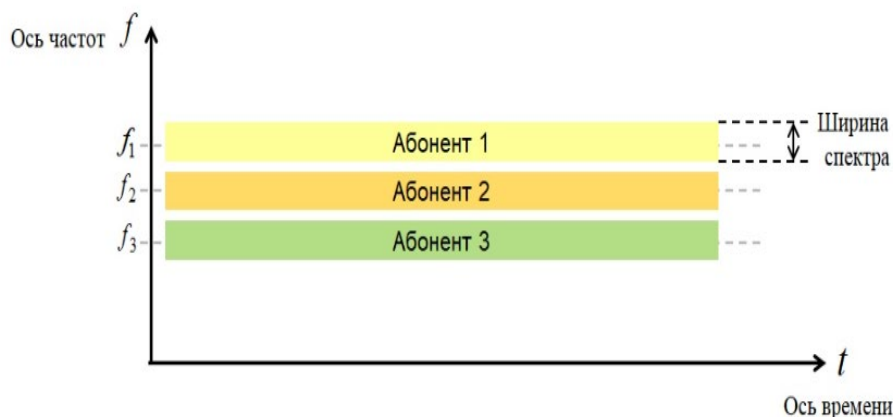 Ось частот f
f₁
Абонент 1
Ширина
спектра
f₂
Абонент 2
f₃
Абонент 3
t
Ось времени